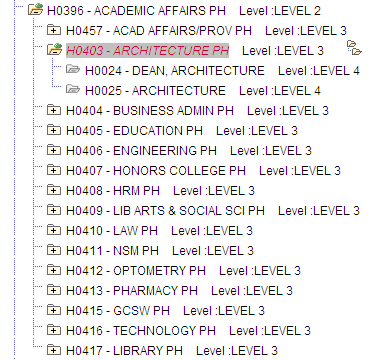 H0396 - ACADEMIC AFFAIRS PH Level :LEVEL 2
H0457 - ACAD AFFAIRS/PROV PH Level :LEVEL 3
H0403 - ARCHITECTURE PH Level :LEVEL 3
H0024 - DEAN, ARCHITECTURE Level :LEVEL 4
H0025 - ARCHITECTURE Level :LEVEL 4
H0404 - BUSINESS ADMIN PH Level :LEVEL 3
H0405 - EDUCATION PH Level :LEVEL 3
H0406 - ENGINEERING PH Level :LEVEL 3
H0407 - HONORS COLLEGE PH Level :LEVEL 3
H0408 - HRM PH Level :LEVEL 3
H0409 - LIB ARTS & SOCIAL SCI PH Level :LEVEL 3
H0410 - LAW PH Level :LEVEL 3
H0411 - NSM PH Level :LEVEL 3
H0412 - OPTOMETRY PH Level :LEVEL 3
H0413 - PHARMACY PH Level :LEVEL 3
H0415 - GCSW PH Level :LEVEL 3
H0416 - TECHNOLOGY PH Level :LEVEL 3
H0417 - LIBRARY PH Level :LEVEL 3